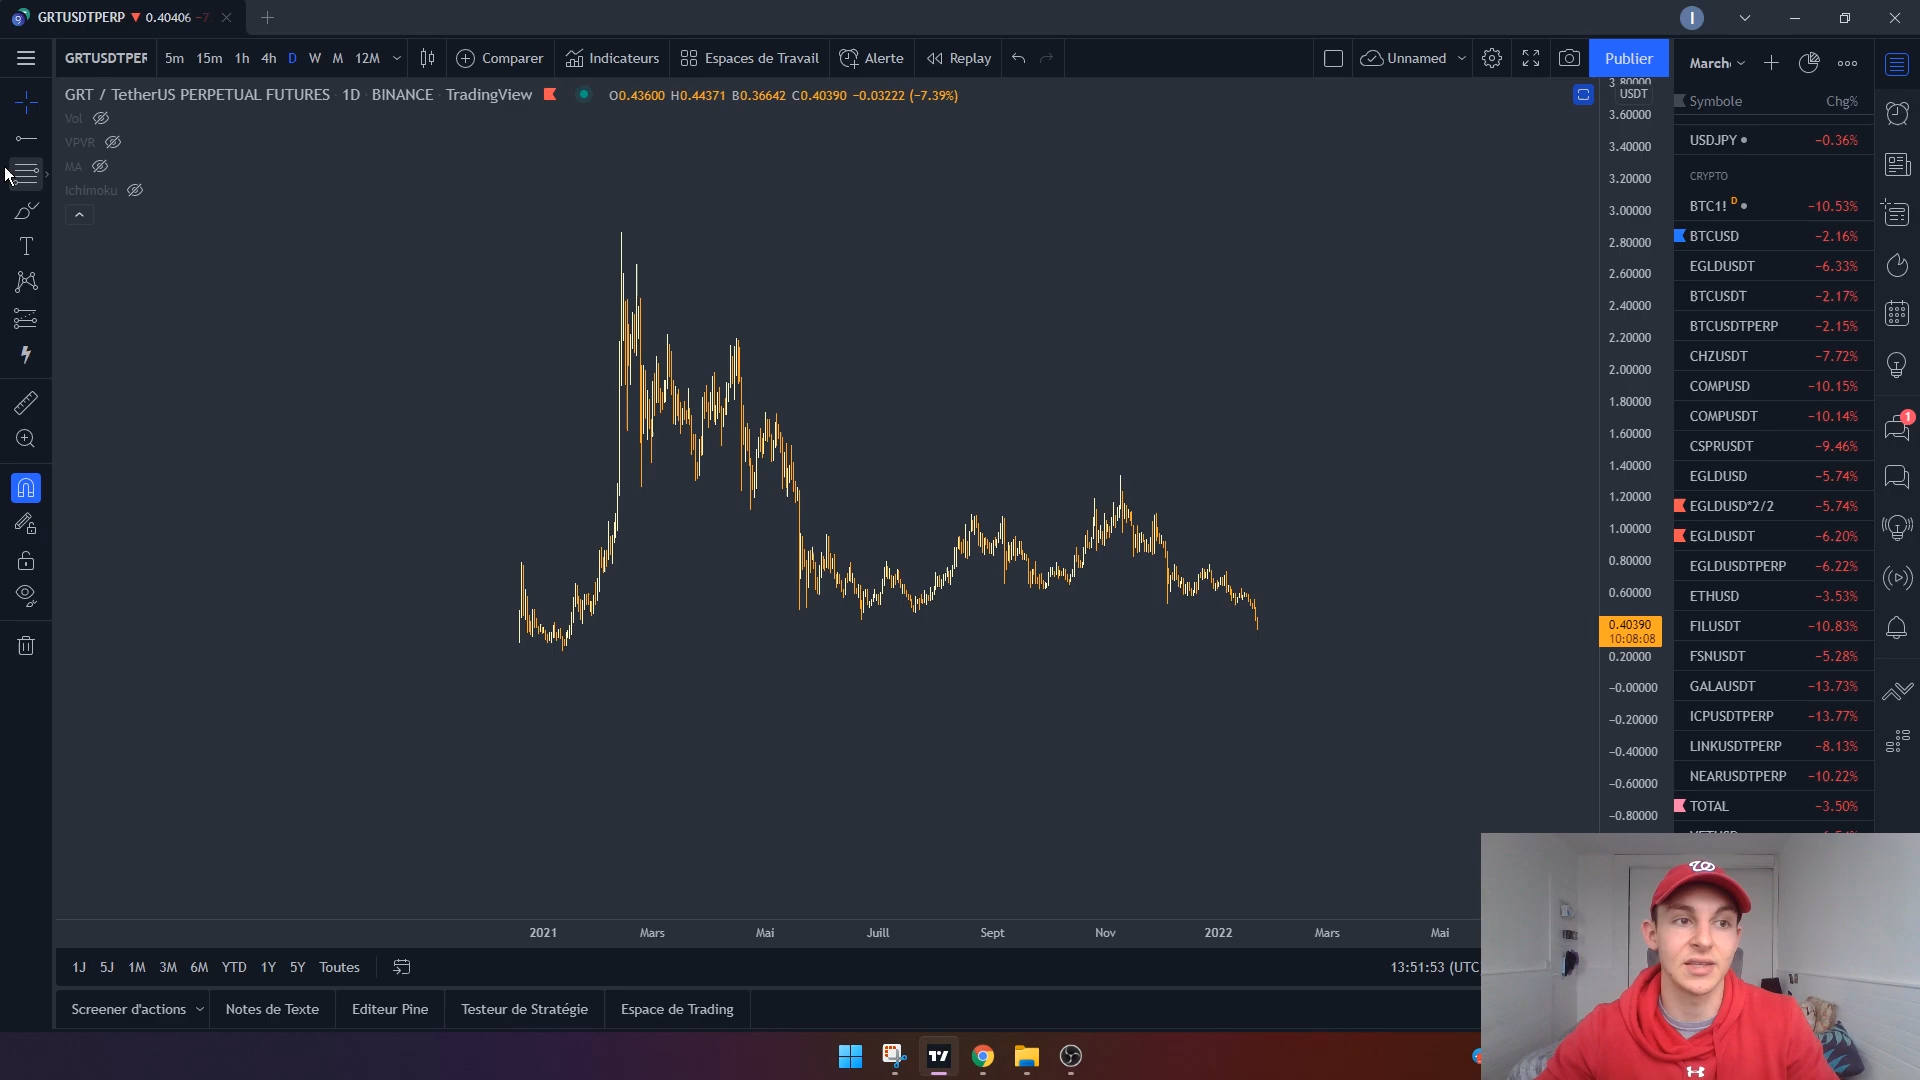 GRTUSDTPERP ▼ 0.40406 −7
I
GRTUSDTPER 5m 15m 1h 4h D W M 12M Comparer Indicateurs Espaces de Travail Alerte Replay Unnamed Publier
GRT / TetherUS PERPETUAL FUTURES · 1D · BINANCE · TradingView O0.43600 H0.44371 B0.36642 C0.40390 −0.03222 (−7.39%)
Vol
VPVR
MA
Ichimoku
3.80000
USDT
3.60000
3.40000
3.20000
3.00000
2.80000
2.60000
2.40000
2.20000
2.00000
1.80000
1.60000
1.40000
1.20000
1.00000
0.80000
0.60000
0.40390
10:08:08
0.20000
−0.00000
−0.20000
−0.40000
−0.60000
−0.80000
2021 Mars Mai Juill Sept Nov 2022 Mars Mai
1J 5J 1M 3M 6M YTD 1Y 5Y Toutes
13:51:53 (UTC
Screener d'actions Notes de Texte Editeur Pine Testeur de Stratégie Espace de Trading
Symbole Chg%
USDJPY −0.36%
CRYPTO
BTC1! D −10.53%
BTCUSD −2.16%
EGLDUSDT −6.33%
BTCUSDT −2.17%
BTCUSDTPERP −2.15%
CHZUSDT −7.72%
COMPUSD −10.15%
COMPUSDT −10.14%
CSPRUSDT −9.46%
EGLDUSD −5.74%
EGLDUSD*2/2 −5.74%
EGLDUSDT −6.20%
EGLDUSDTPERP −6.22%
ETHUSD −3.53%
FILUSDT −10.83%
FSNUSDT −5.28%
GALAUSDT −13.73%
ICPUSDTPERP −13.77%
LINKUSDTPERP −8.13%
NEARUSDTPERP −10.22%
TOTAL −3.50%
1